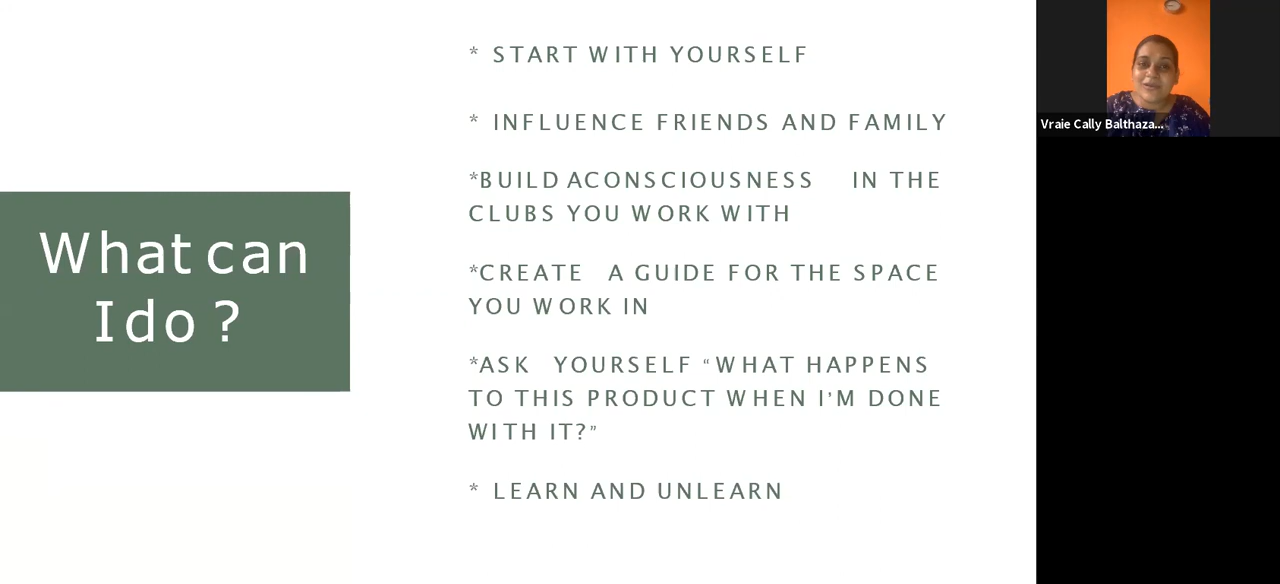 What can
I do ?
* START WITH YOURSELF
* INFLUENCE FRIENDS AND FAMILY
*BUILD ACONSCIOUSNESS IN THE
CLUBS YOU WORK WITH
*CREATE A GUIDE FOR THE SPACE
YOU WORK IN
*ASK YOURSELF “WHAT HAPPENS
TO THIS PRODUCT WHEN I’M DONE
WITH IT?”
* LEARN AND UNLEARN
Vraie Cally Balthaza...